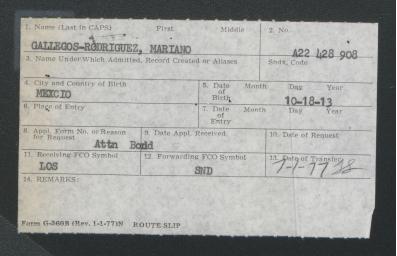 1. Name (Last in CAPS) First Middle 2. No.
GALLEGOS-RODRIGUEZ, MARIANO A22 428 908
3. Name Under Which Admitted, Record Created or Aliases Sndx. Code
4. City and Country of Birth 5. Date of Birth Month Day Year
MEXCIO 10-18-13
6. Place of Entry 7. Date of Entry Month Day Year
8. Appl. Form No. or Reason for Request 9. Date Appl. Received 10. Date of Request
Attn Bodd
11. Receiving FCO Symbol 12. Forwarding FCO Symbol 13. Date of Transfer
LOS SND 7-1-77
14. REMARKS:
Form G-360B (Rev. 1-1-77)N ROUTE SLIP